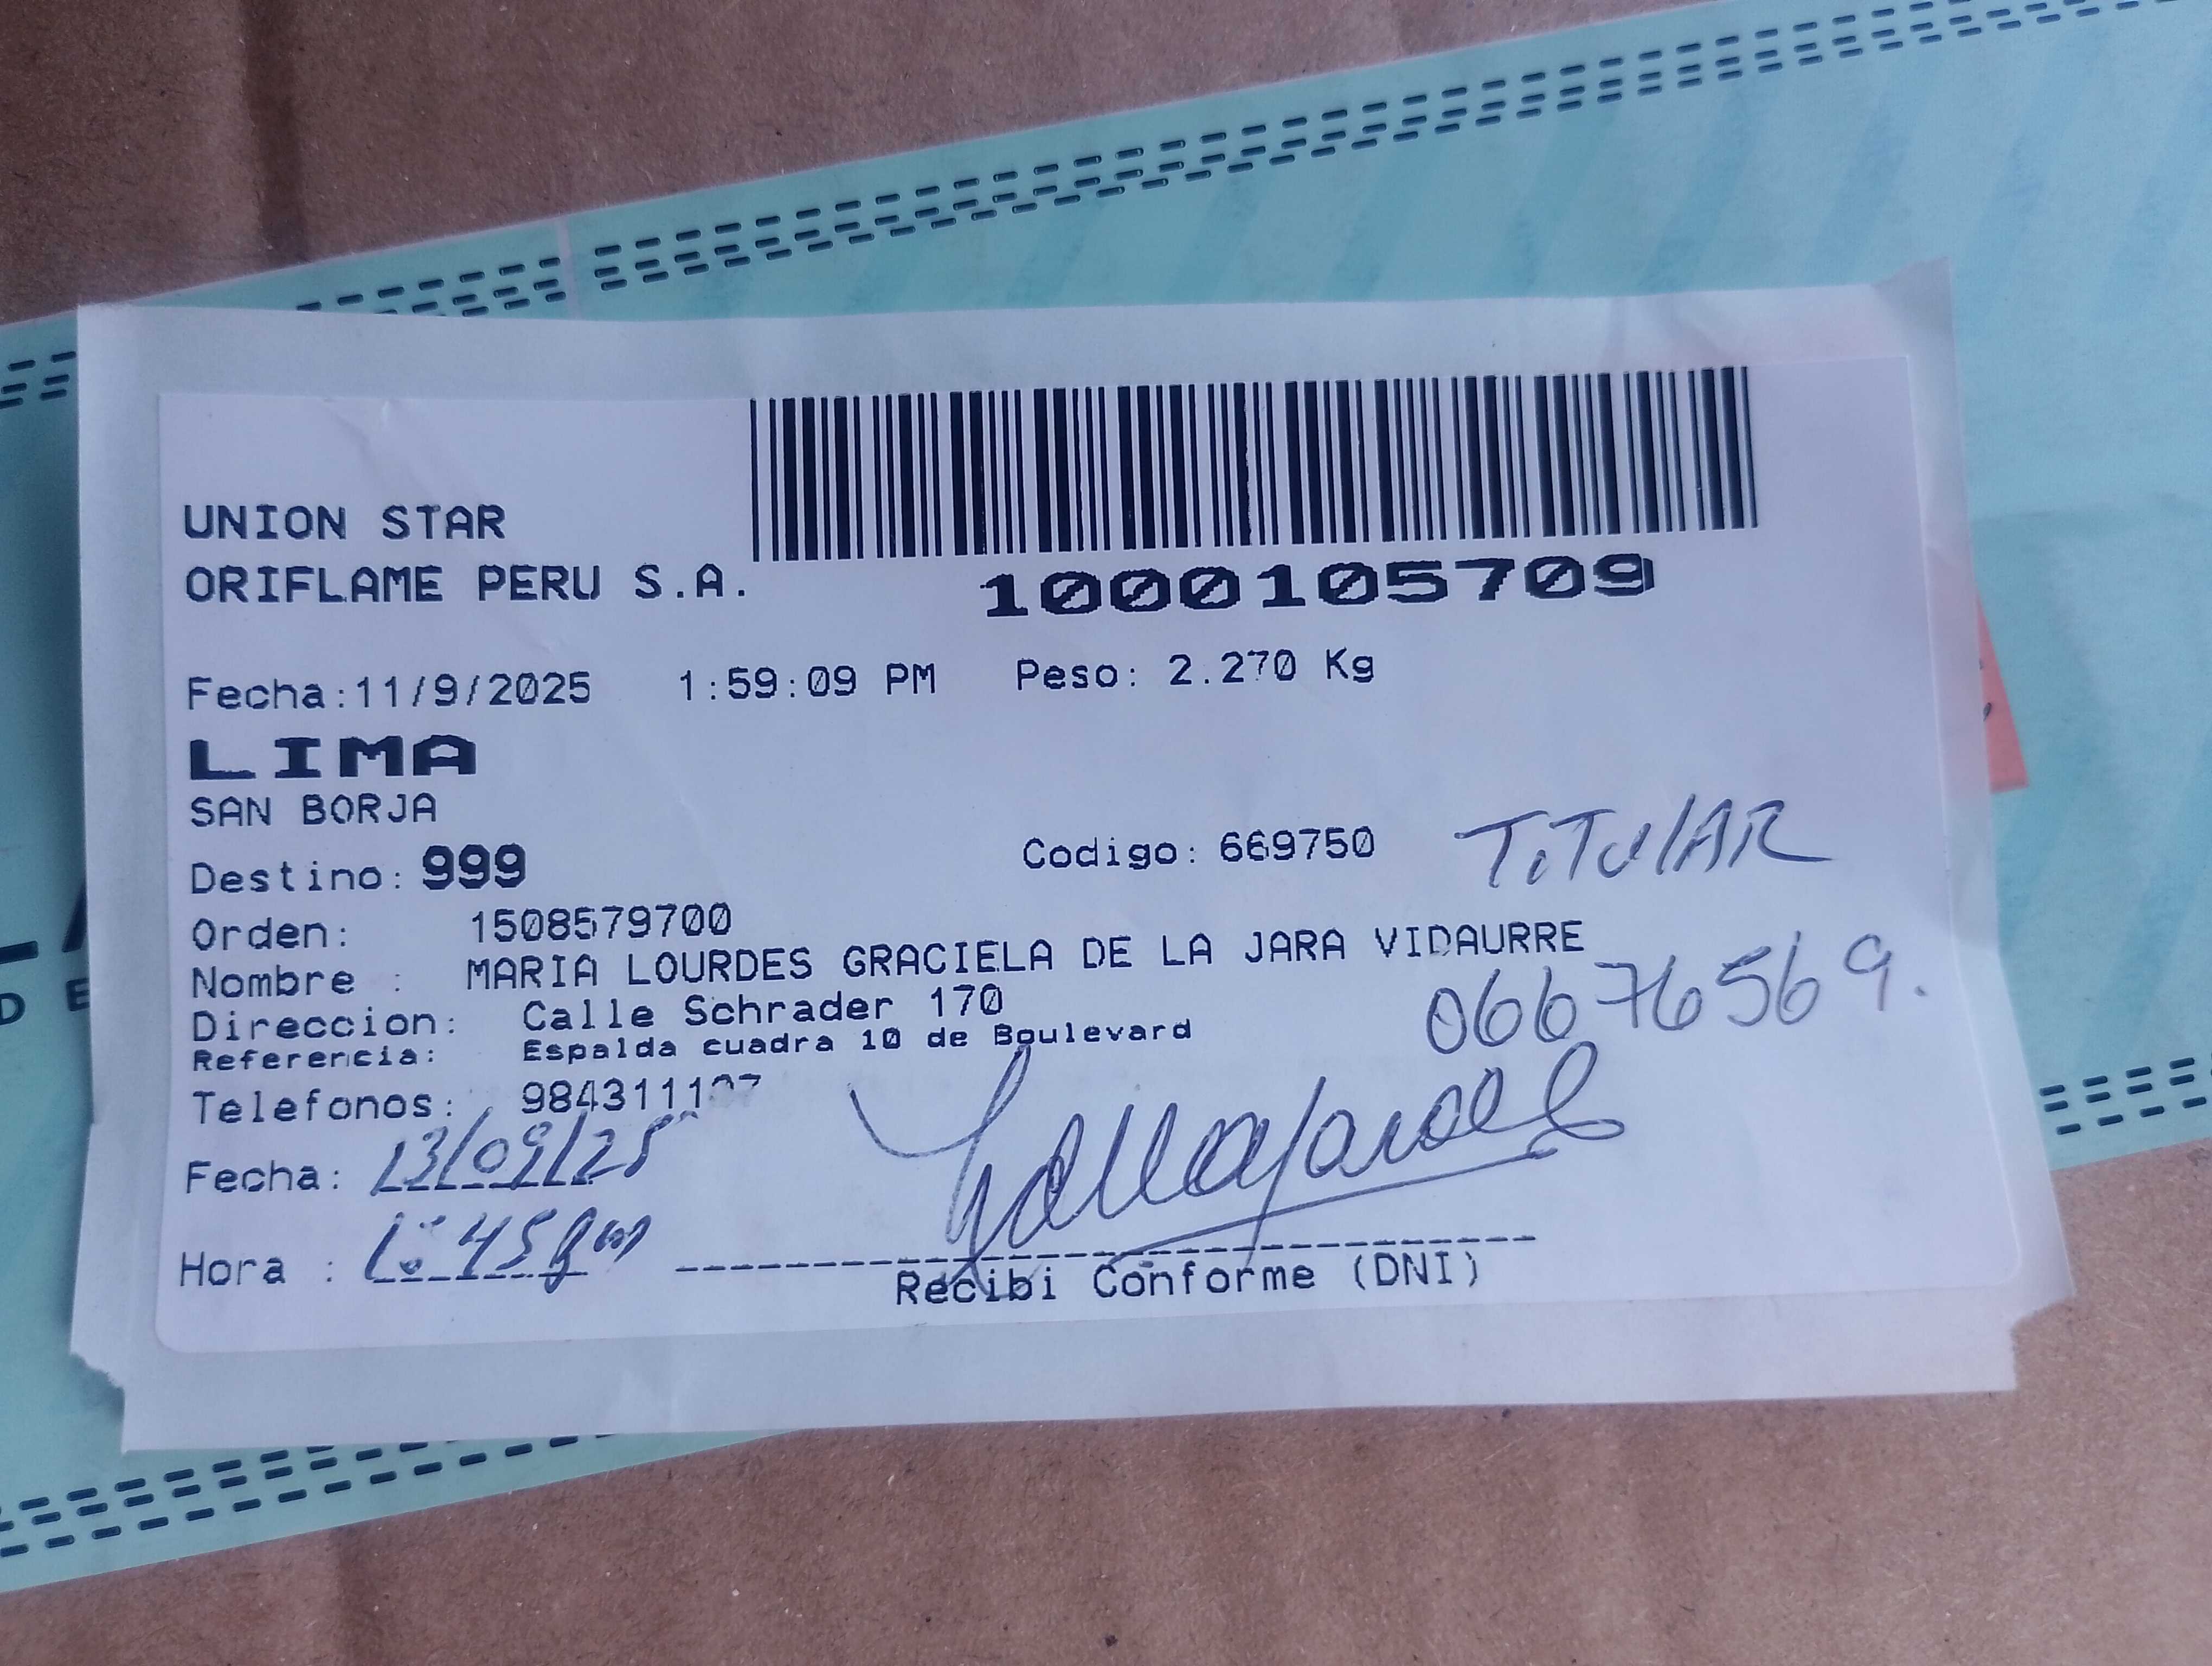 UNION STAR
ORIFLAME PERU S.A.
1000105709
Fecha:11/9/2025 1:59:09 PM Peso: 2.270 Kg
LIMA
SAN BORJA
Destino: 999 Codigo: 669750 TiTulAR
Orden: 1508579700
Nombre : MARIA LOURDES GRACIELA DE LA JARA VIDAURRE
Direccion: Calle Schrader 170 06676569.
Referencia: Espalda cuadra 10 de Boulevard
Telefonos:
Fecha: 13/09/25
Hora :
Recibi Conforme (DNI)